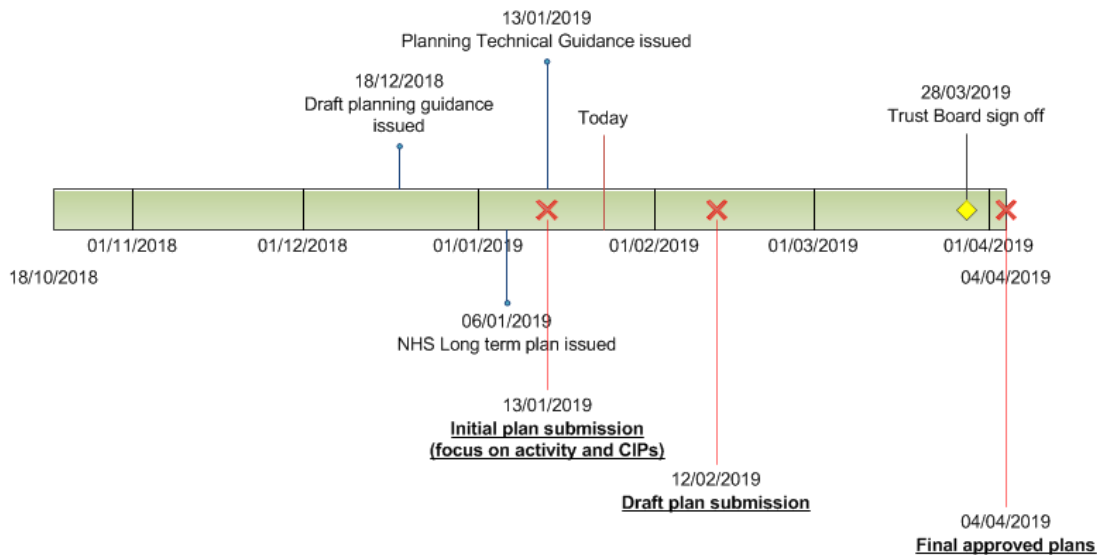 13/01/2019
Planning Technical Guidance issued
18/12/2018
Draft planning guidance
issued
28/03/2019
Trust Board sign off
Today
01/11/2018
01/12/2018
01/01/2019
01/02/2019
01/03/2019
01/04/2019
18/10/2018
04/04/2019
06/01/2019
NHS Long term plan issued
13/01/2019
Initial plan submission
(focus on activity and CIPs)
12/02/2019
Draft plan submission
04/04/2019
Final approved plans